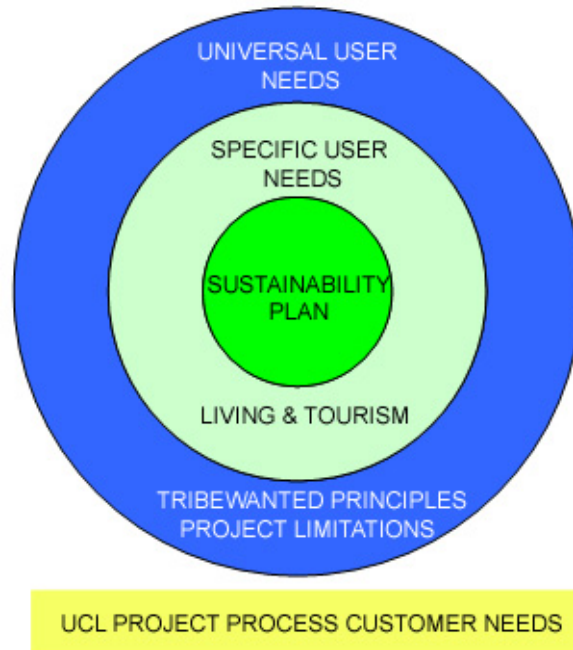 UNIVERSAL USER
NEEDS
SPECIFIC USER
NEEDS
SUSTAINABILITY
PLAN
LIVING & TOURISM
TRIBEWANTED PRINCIPLES
PROJECT LIMITATIONS
UCL PROJECT PROCESS CUSTOMER NEEDS